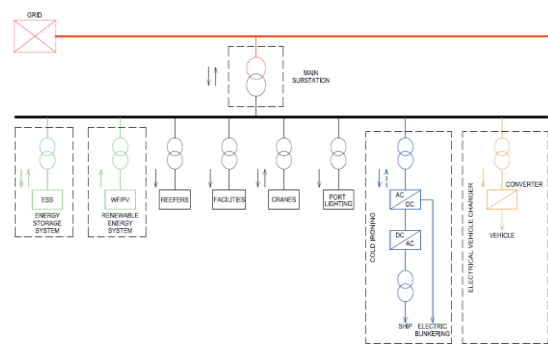 GRID
MAIN
SUBSTATION
ESS
ENERGY
STORAGE
SYSTEM
WF/PV
RENEWABLE
ENERGY
SYSTEM
REEFERS
FACILITIES
CRANES
PORT
LIGHTING
COLD IRONING
AC
DC
DC
AC
SHIP
ELECTRIC
BUNKERING
ELECTRICAL VEHICLE CHARGER
CONVERTER
VEHICLE